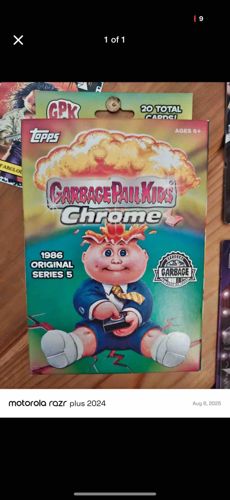 9
1 of 1
GPK
20 TOTAL
CARDS!
Topps
AGES 6+
GARBAGE PAIL KIDS
Chrome
1986
ORIGINAL
SERIES 5
GARBAGE
motorola razr plus 2024
Aug 8, 2025